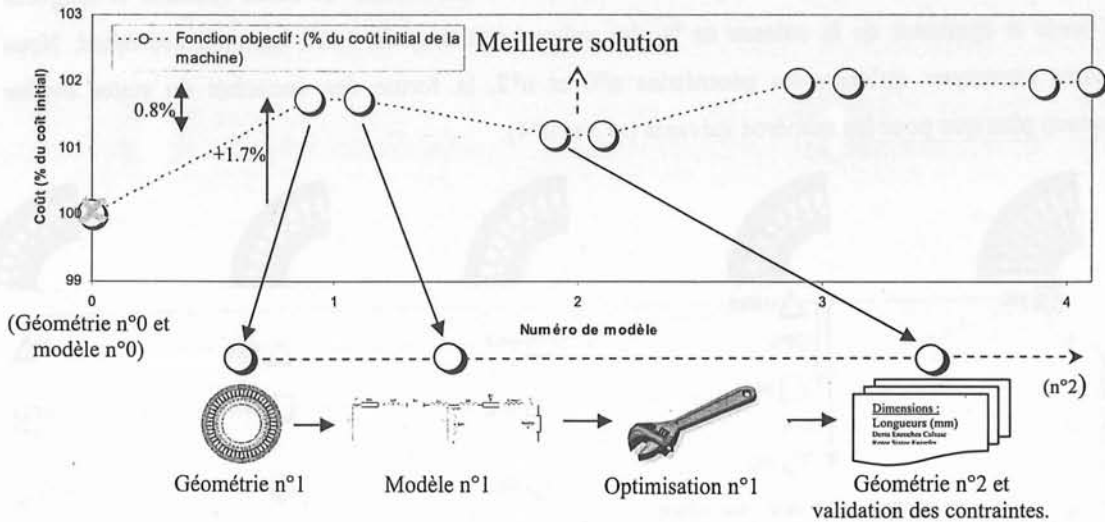 103
102
101
100
99
Coût (% du coît initial)
Fonction objectif : (% du coût initial de la
machine)
Meilleure solution
0.8%
+1.7%
0
1
2
3
4
Numéro de modèle
(Géométrie n°0 et
modèle n°0)
(n°2)
Dimensions :
Longueurs (mm)
Géométrie n°1
Modèle n°1
Optimisation n°1
Géométrie n°2 et
validation des contraintes.